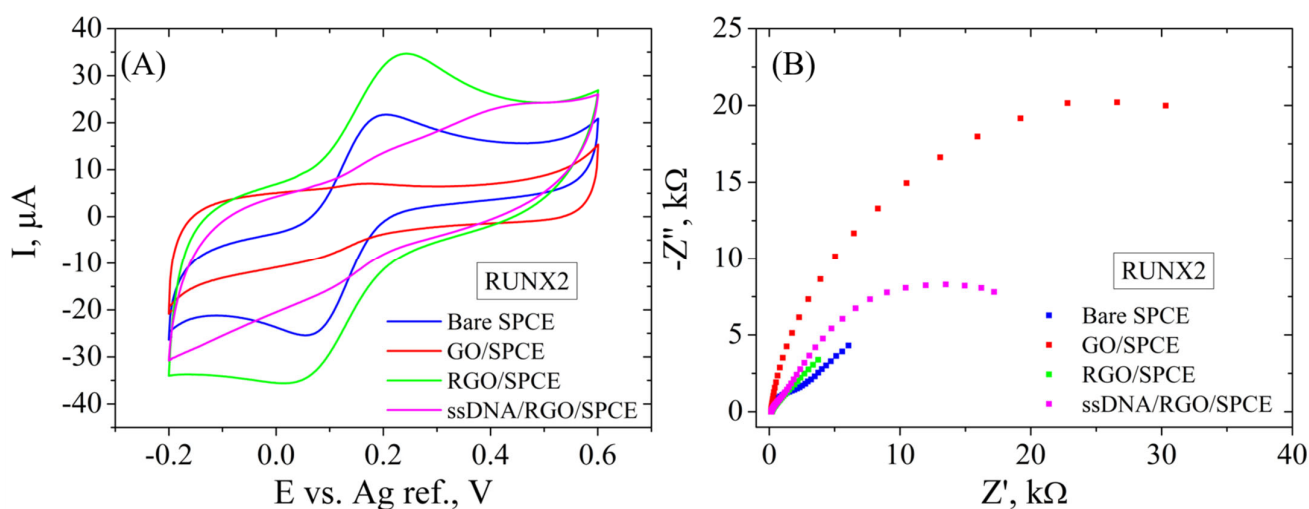 (A)
40
30
20
10
0
-10
-20
-30
-40
I, µA
RUNX2
Bare SPCE
GO/SPCE
RGO/SPCE
ssDNA/RGO/SPCE
-0.2 0.0 0.2 0.4 0.6
E vs. Ag ref., V
(B)
25
20
15
10
5
0
-Z'', kΩ
RUNX2
Bare SPCE
GO/SPCE
RGO/SPCE
ssDNA/RGO/SPCE
0 10 20 30 40
Z', kΩ